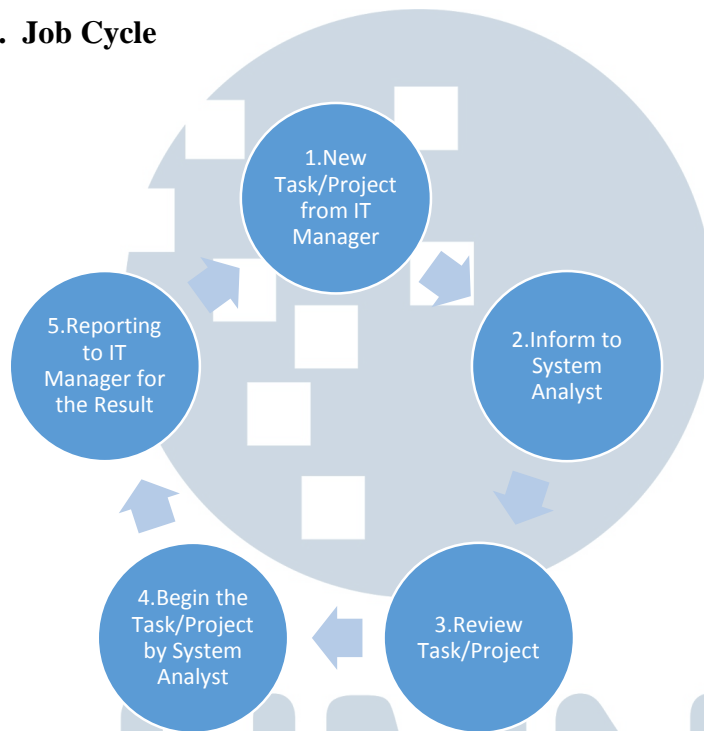 . Job Cycle
1.New
Task/Project
from IT
Manager
2.Inform to
System
Analyst
3.Review
Task/Project
4.Begin the
Task/Project
by System
Analyst
5.Reporting
to IT
Manager for
the Result